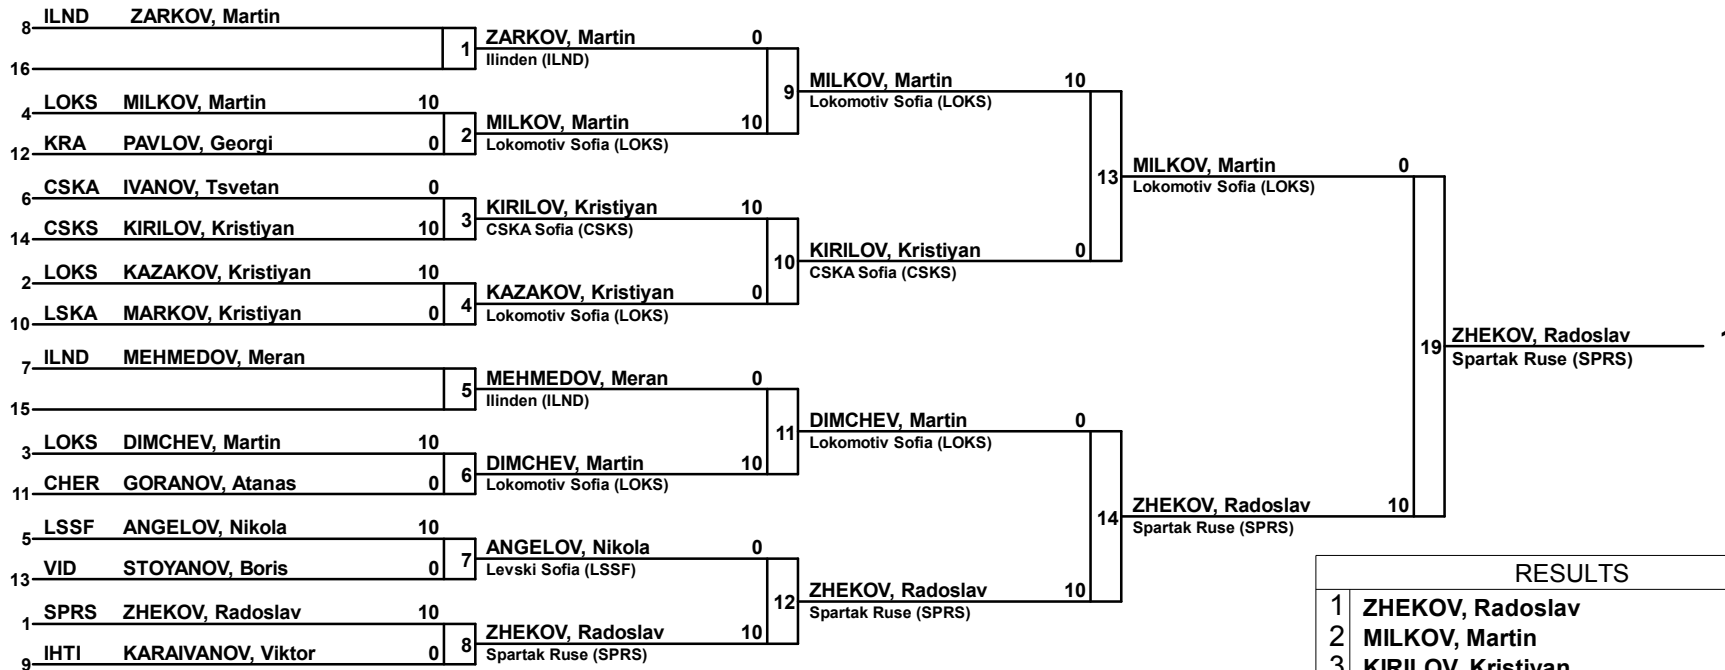 8 ILND ZARKOV, Martin
16
1 ZARKOV, Martin 0
Ilinden (ILND)
4 LOKS MILKOV, Martin 10
12 KRA PAVLOV, Georgi 0
2 MILKOV, Martin 10
Lokomotiv Sofia (LOKS)
6 CSKA IVANOV, Tsvetan 0
14 CSKS KIRILOV, Kristiyan 10
3 KIRILOV, Kristiyan 10
CSKA Sofia (CSKS)
2 LOKS KAZAKOV, Kristiyan 10
10 LSKA MARKOV, Kristiyan 0
4 KAZAKOV, Kristiyan 0
Lokomotiv Sofia (LOKS)
7 ILND MEHMEDOV, Meran
15
5 MEHMEDOV, Meran 0
Ilinden (ILND)
3 LOKS DIMCHEV, Martin 10
11 CHER GORANOV, Atanas 0
6 DIMCHEV, Martin 10
Lokomotiv Sofia (LOKS)
5 LSSF ANGELOV, Nikola 10
13 VID STOYANOV, Boris 0
7 ANGELOV, Nikola 0
Levski Sofia (LSSF)
1 SPRS ZHEKOV, Radoslav 10
9 IHTI KARAIVANOV, Viktor 0
8 ZHEKOV, Radoslav 10
Spartak Ruse (SPRS)
9 MILKOV, Martin 10
Lokomotiv Sofia (LOKS)
10 KIRILOV, Kristiyan 0
CSKA Sofia (CSKS)
11 DIMCHEV, Martin 0
Lokomotiv Sofia (LOKS)
12 ZHEKOV, Radoslav 10
Spartak Ruse (SPRS)
13 MILKOV, Martin 0
Lokomotiv Sofia (LOKS)
14 ZHEKOV, Radoslav 10
Spartak Ruse (SPRS)
19 ZHEKOV, Radoslav
Spartak Ruse (SPRS)
RESULTS
1 ZHEKOV, Radoslav
2 MILKOV, Martin
3 KIRILOV, Kristiyan